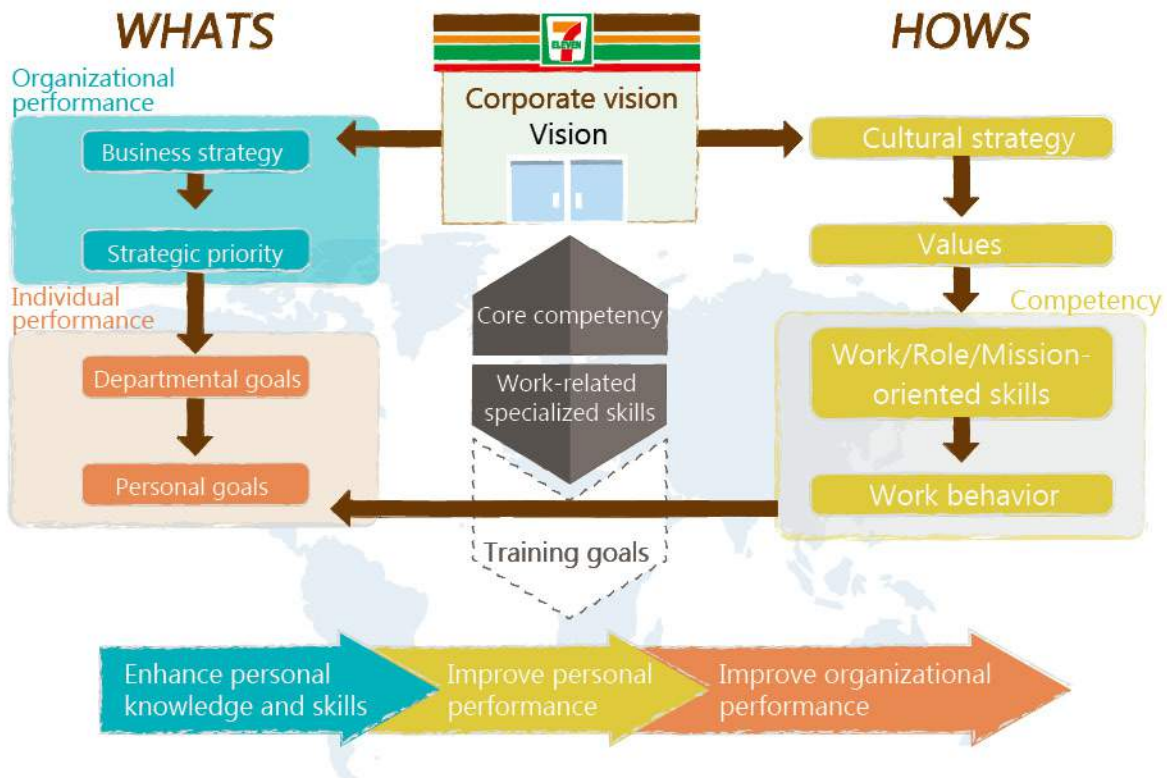 WHATS
HOWS
7
ELEVEN
Corporate vision
Vision
Organizational
performance
Business strategy
Strategic priority
Individual
performance
Departmental goals
Personal goals
Core competency
Work-related
specialized skills
Training goals
Cultural strategy
Values
Competency
Work/Role/Mission-
oriented skills
Work behavior
Enhance personal
knowledge and skills
Improve personal
performance
Improve organizational
performance